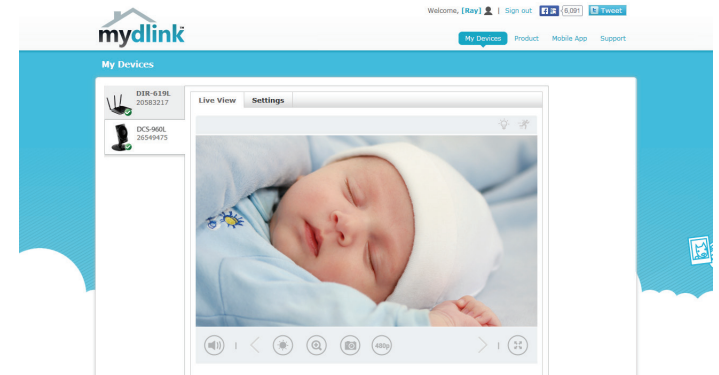 Welcome, [Ray] | Sign out 6,091 Tweet
mydlink
My Devices Product Mobile App Support
My Devices
DIR-619L
20583217
DCS-960L
26549475
Live View Settings
480p